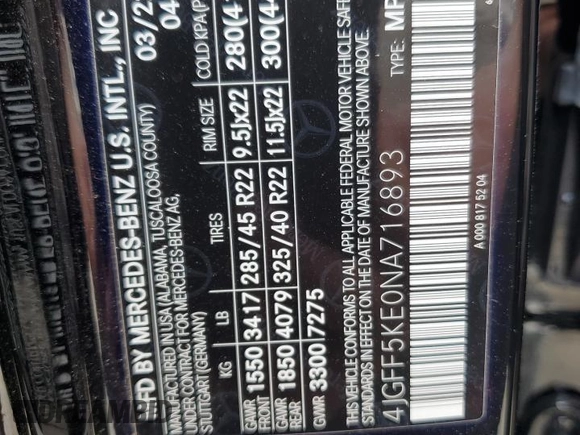 MFD BY MERCEDES-BENZ U.S. INTL., INC
MANUFACTURED IN USA (ALABAMA, TUSCALOOSA COUNTY)
UNDER CONTRACT FOR MERCEDES-BENZ AG,
STUTTGART (GERMANY)
03/2
04
KG LB TIRES RIM SIZE COLD KPA/(P
GAWR FRONT 1550 3417 285/45 R22 9.5Jx22 280(4
GAWR REAR 1850 4079 325/40 R22 11.5Jx22 300(4
GVWR 3300 7275
THIS VEHICLE CONFORMS TO ALL APPLICABLE FEDERAL MOTOR VEHICLE SAFE
STANDARDS IN EFFECT ON THE DATE OF MANUFACTURE SHOWN ABOVE.
4JGFF5KE0NA716893 TYPE: MP
A 000 817 52 04